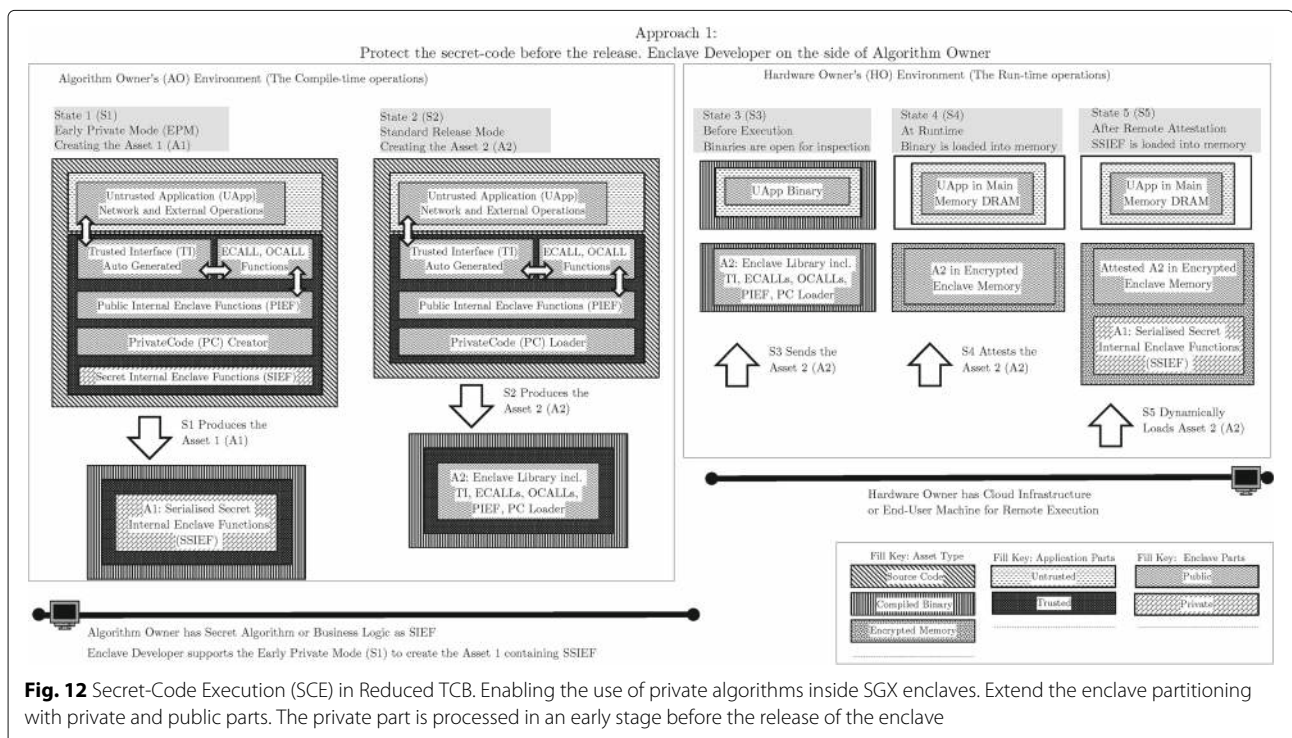 Approach 1:
Protect the secret-code before the release. Enclave Developer on the side of Algorithm Owner
Algorithm Owner's (AO) Environment (The Compile-time operations)
State 1 (S1)
Early Private Mode (EPM)
Creating the Asset 1 (A1)
Untrusted Application (UApp)
Network and External Operations
Trusted Interface (TI)
Auto Generated
ECALL, OCALL
Functions
Public Internal Enclave Functions (PIEF)
PrivateCode (PC) Creator
Secret Internal Enclave Functions (SIEF)
S1 Produces the
Asset 1 (A1)
A1: Serialised Secret
Internal Enclave Functions
(SSIEF)
State 2 (S2)
Standard Release Mode
Creating the Asset 2 (A2)
Untrusted Application (UApp)
Network and External Operations
Trusted Interface (TI)
Auto Generated
ECALL, OCALL
Functions
Public Internal Enclave Functions (PIEF)
PrivateCode (PC) Loader
S2 Produces the
Asset 2 (A2)
A2: Enclave Library incl.
TI, ECALLs, OCALLs,
PIEF, PC Loader
Algorithm Owner has Secret Algorithm or Business Logic as SIEF
Enclave Developer supports the Early Private Mode (S1) to create the Asset 1 containing SSIEF
Hardware Owner's (HO) Environment (The Run-time operations)
State 3 (S3)
Before Execution
Binaries are open for inspection
UApp Binary
A2: Enclave Library incl.
TI, ECALLs, OCALLs,
PIEF, PC Loader
S3 Sends the
Asset 2 (A2)
State 4 (S4)
At Runtime
Binary is loaded into memory
UApp in Main
Memory DRAM
A2 in Encrypted
Enclave Memory
S4 Attests the
Asset 2 (A2)
State 5 (S5)
After Remote Attestation
SSIEF is loaded into memory
UApp in Main
Memory DRAM
Attested A2 in Encrypted
Enclave Memory
A1: Serialised Secret
Internal Enclave Functions
(SSIEF)
S5 Dynamically
Loads Asset 2 (A2)
Hardware Owner has Cloud Infrastructure
or End-User Machine for Remote Execution
Fill Key: Asset Type
Source Code
Compiled Binary
Encrypted Memory
Fill Key: Application Parts
Untrusted
Trusted
Fill Key: Enclave Parts
Public
Private
Fig. 12 Secret-Code Execution (SCE) in Reduced TCB. Enabling the use of private algorithms inside SGX enclaves. Extend the enclave partitioning
with private and public parts. The private part is processed in an early stage before the release of the enclave